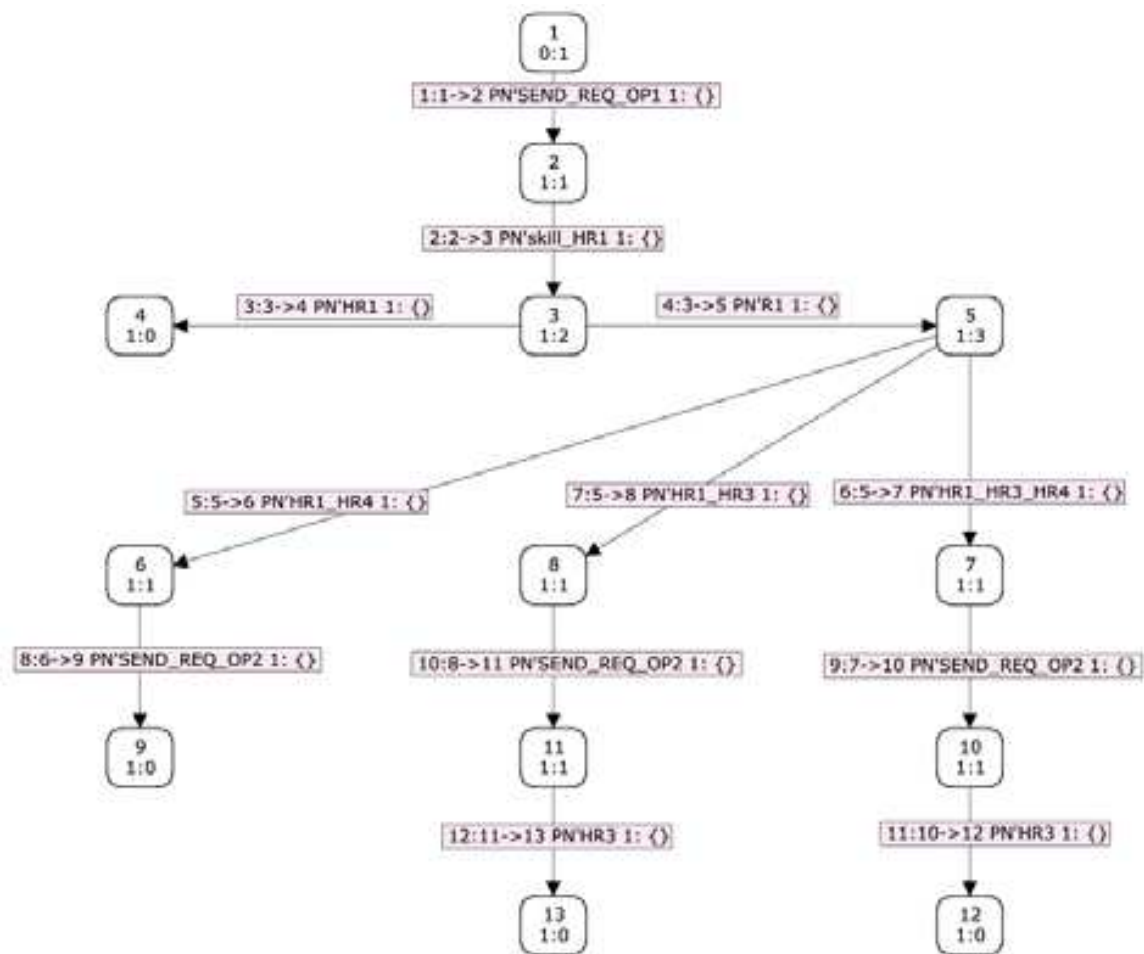 1
0:1
1:1->2 PN'SEND_REQ_OP1 1: {}
2
1:1
2:2->3 PN'skill_HR1 1: {}
4
1:0
3:3->4 PN'HR1 1: {}
3
1:2
4:3->5 PN'R1 1: {}
5
1:3
5:5->6 PN'HR1_HR4 1: {}
7:5->8 PN'HR1_HR3 1: {}
6:5->7 PN'HR1_HR3_HR4 1: {}
6
1:1
8
1:1
7
1:1
8:6->9 PN'SEND_REQ_OP2 1: {}
10:8->11 PN'SEND_REQ_OP2 1: {}
9:7->10 PN'SEND_REQ_OP2 1: {}
9
1:0
11
1:1
10
1:1
12:11->13 PN'HR3 1: {}
11:10->12 PN'HR3 1: {}
13
1:0
12
1:0